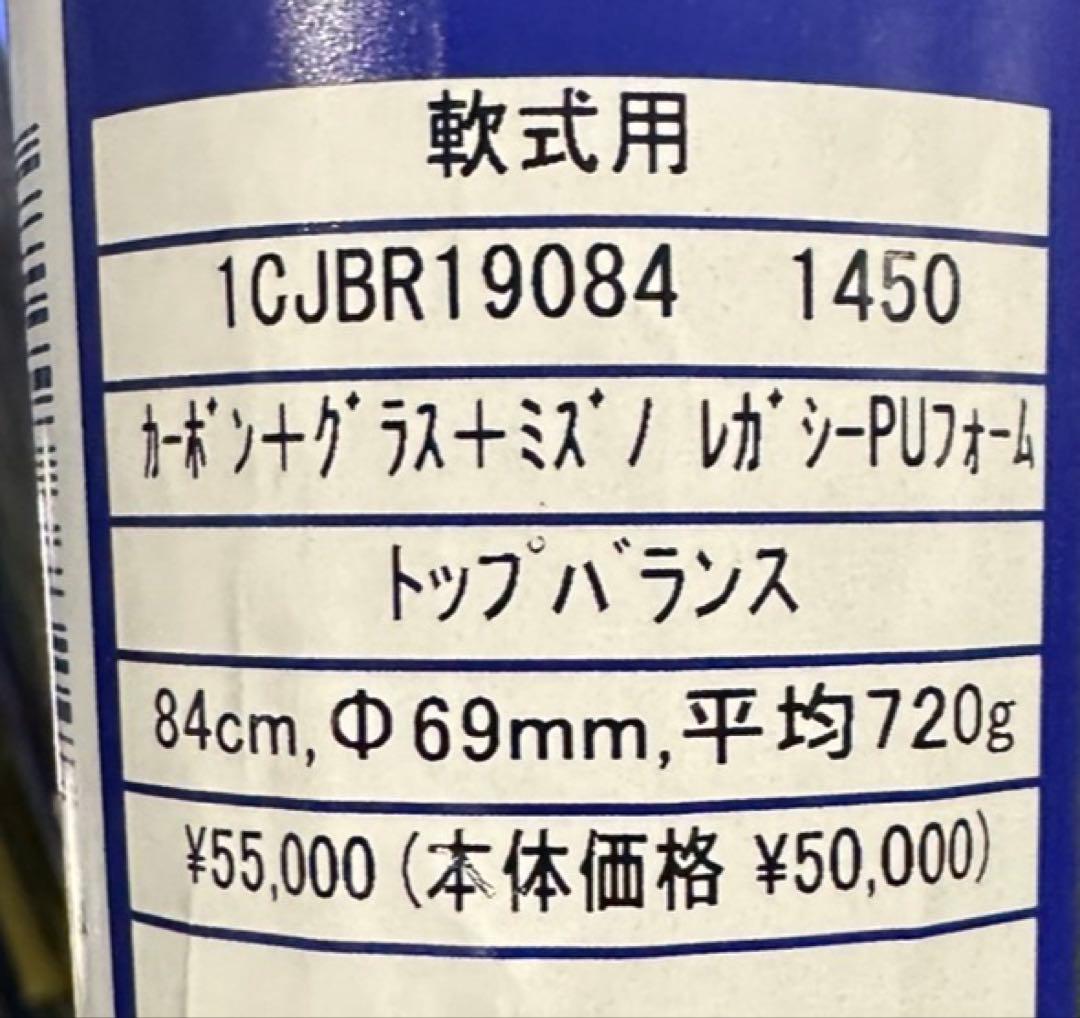 軟式用
1CJBR19084 1450
ｶｰﾎﾞﾝ＋ｸﾞﾗｽ＋ﾐｽﾞﾉ ﾚｶﾞｼｰPUﾌｫｰﾑ
トップバランス
84cm,Φ69mm,平均720g
¥55,000(本体価格 ¥50,000)